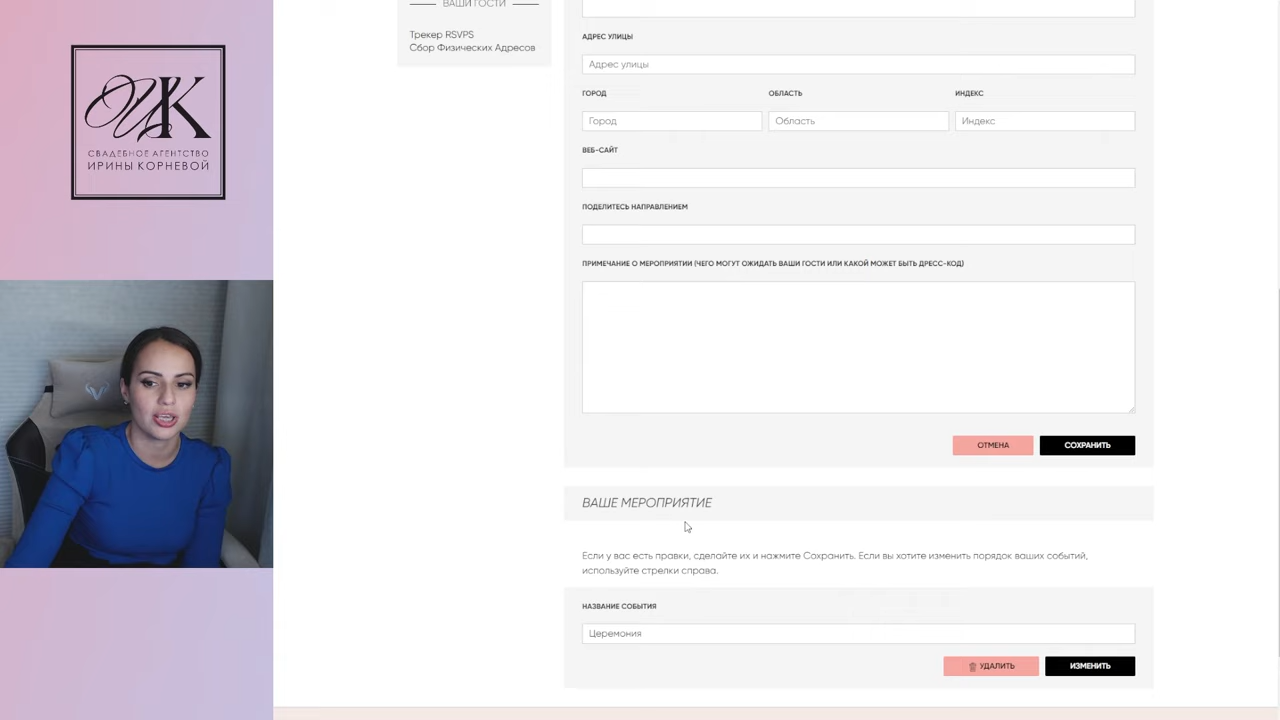 ИК
СВАДЕБНОЕ АГЕНТСТВО
ИРИНЫ КОРНЕВОЙ
ВАШИ ГОСТИ
Трекер RSVPS
Сбор Физических Адресов
АДРЕС УЛИЦЫ
Адрес улицы
ГОРОД ОБЛАСТЬ ИНДЕКС
Город Область Индекс
ВЕБ-САЙТ
ПОДЕЛИТЕСЬ НАПРАВЛЕНИЕМ
ПРИМЕЧАНИЕ О МЕРОПРИЯТИИ (ЧЕГО МОГУТ ОЖИДАТЬ ВАШИ ГОСТИ ИЛИ КАКОЙ МОЖЕТ БЫТЬ ДРЕСС-КОД)
ОТМЕНА СОХРАНИТЬ
ВАШЕ МЕРОПРИЯТИЕ
Если у вас есть правки, сделайте их и нажмите Сохранить. Если вы хотите изменить порядок ваших событий,
используйте стрелки справа.
НАЗВАНИЕ СОБЫТИЯ
Церемония
УДАЛИТЬ ИЗМЕНИТЬ